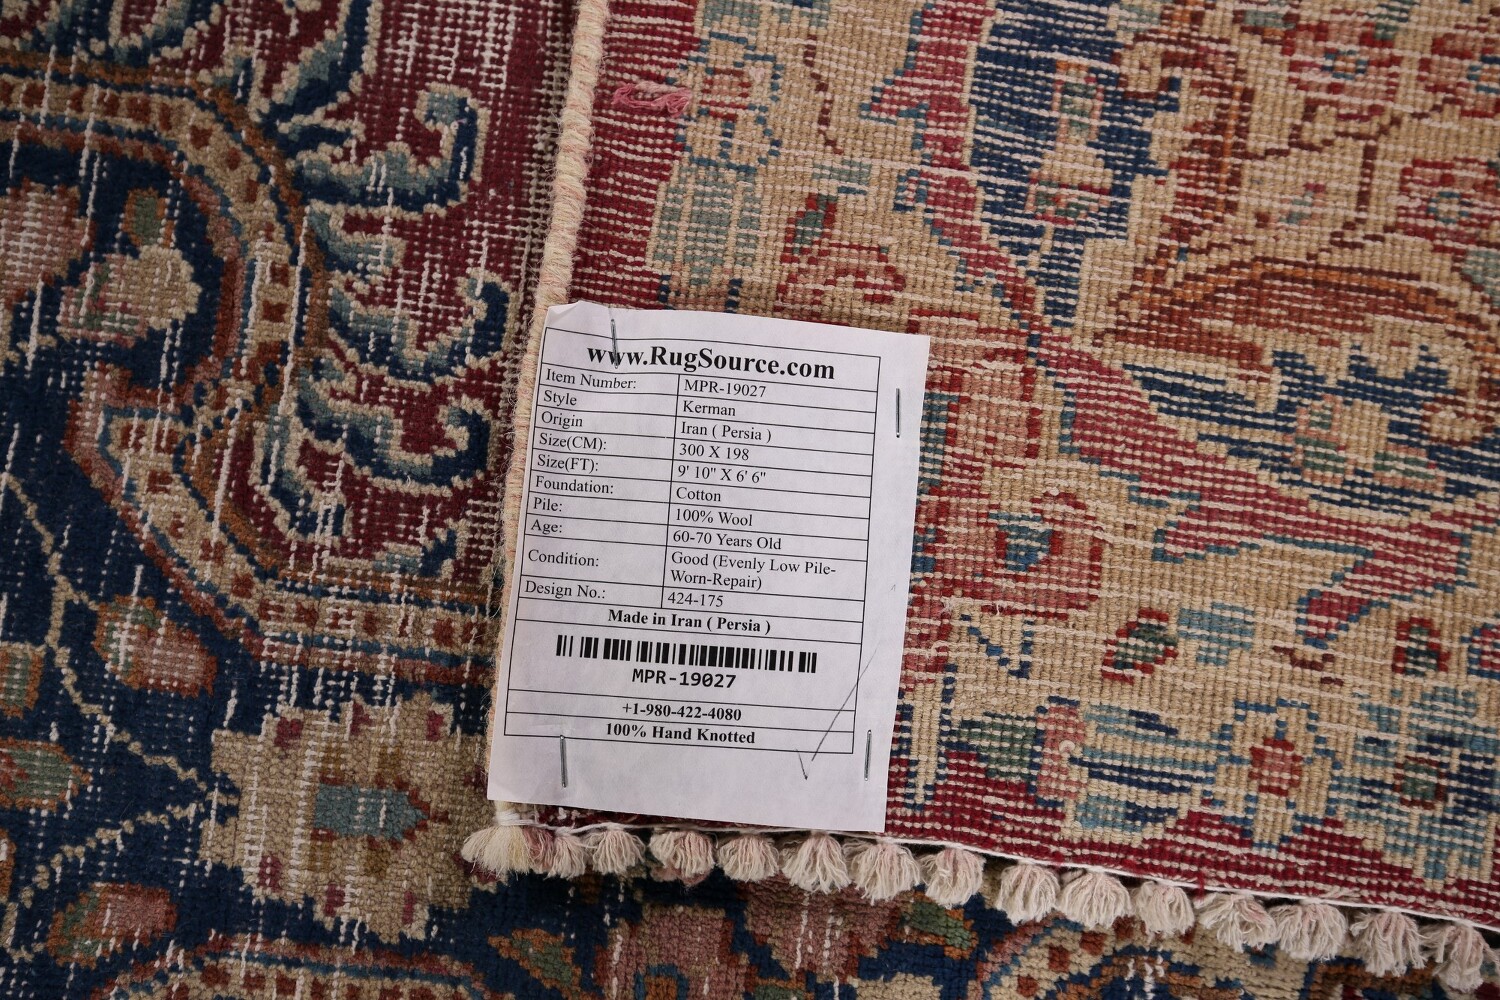 www.RugSource.com
Item Number: MPR-19027
Style Kerman
Origin Iran ( Persia )
Size(CM): 300 X 198
Size(FT): 9' 10" X 6' 6"
Foundation: Cotton
Pile: 100% Wool
Age: 60-70 Years Old
Condition: Good (Evenly Low Pile-
Worn-Repair)
Design No.: 424-175
Made in Iran ( Persia )
MPR-19027
+1-980-422-4080
100% Hand Knotted